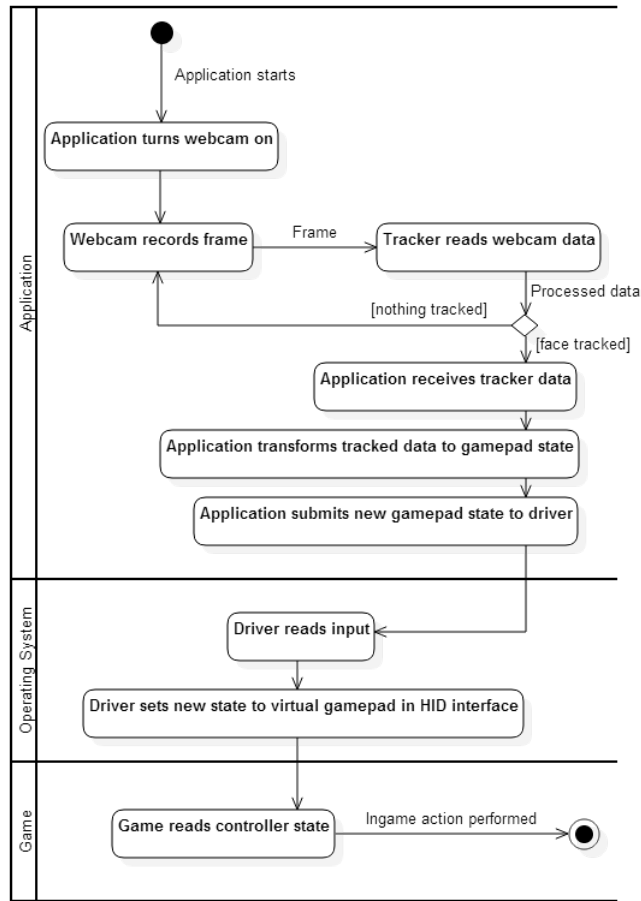 Application
Application starts
Application turns webcam on
Webcam records frame
Frame
Tracker reads webcam data
Processed data
[nothing tracked]
[face tracked]
Application receives tracker data
Application transforms tracked data to gamepad state
Application submits new gamepad state to driver
Operating System
Driver reads input
Driver sets new state to virtual gamepad in HID interface
Game
Game reads controller state
Ingame action performed